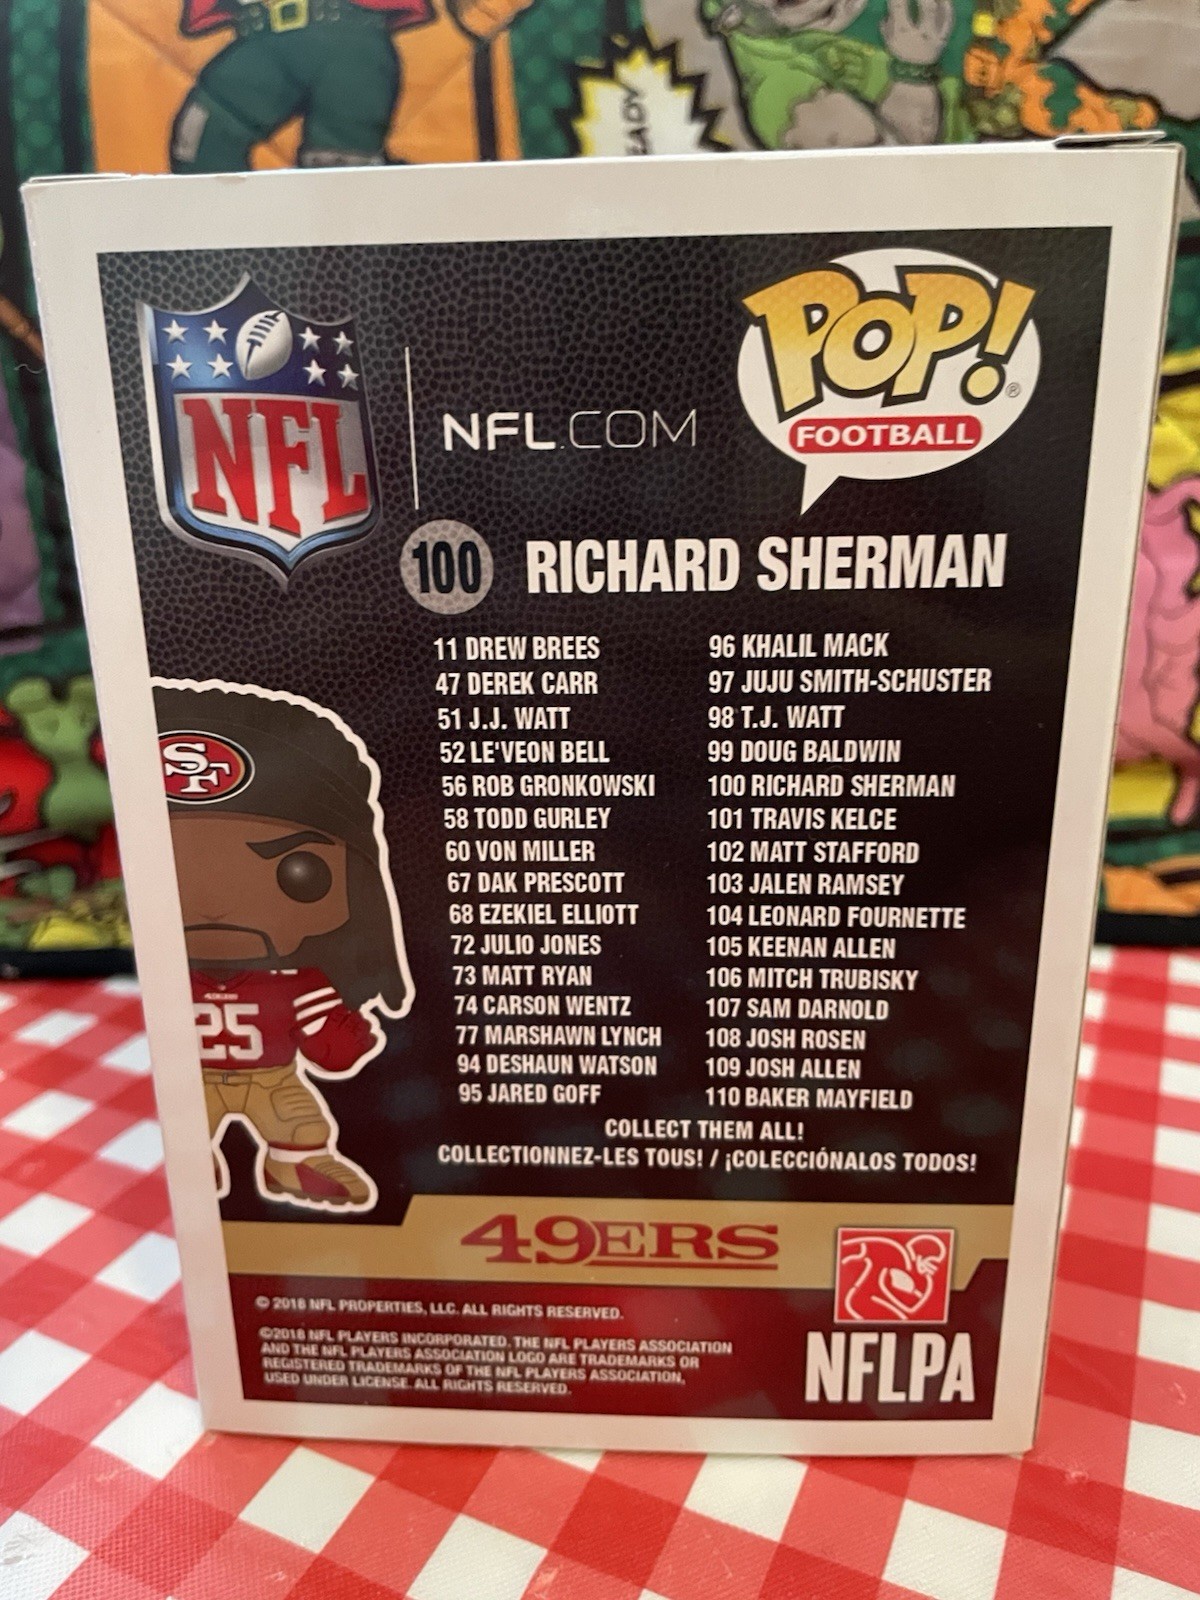 EADY
NFL
NFL.COM
POP!®
FOOTBALL
100 RICHARD SHERMAN
11 DREW BREES
47 DEREK CARR
51 J.J. WATT
52 LE'VEON BELL
56 ROB GRONKOWSKI
58 TODD GURLEY
60 VON MILLER
67 DAK PRESCOTT
68 EZEKIEL ELLIOTT
72 JULIO JONES
73 MATT RYAN
74 CARSON WENTZ
77 MARSHAWN LYNCH
94 DESHAUN WATSON
95 JARED GOFF
96 KHALIL MACK
97 JUJU SMITH-SCHUSTER
98 T.J. WATT
99 DOUG BALDWIN
100 RICHARD SHERMAN
101 TRAVIS KELCE
102 MATT STAFFORD
103 JALEN RAMSEY
104 LEONARD FOURNETTE
105 KEENAN ALLEN
106 MITCH TRUBISKY
107 SAM DARNOLD
108 JOSH ROSEN
109 JOSH ALLEN
110 BAKER MAYFIELD
COLLECT THEM ALL!
COLLECTIONNEZ-LES TOUS! / ¡COLECCIÓNALOS TODOS!
SF
49ERS
25
49ERS
© 2018 NFL PROPERTIES, LLC. ALL RIGHTS RESERVED.
©2018 NFL PLAYERS INCORPORATED. THE NFL PLAYERS ASSOCIATION
AND THE NFL PLAYERS ASSOCIATION LOGO ARE TRADEMARKS OR
REGISTERED TRADEMARKS OF THE NFL PLAYERS ASSOCIATION,
USED UNDER LICENSE. ALL RIGHTS RESERVED.
NFLPA